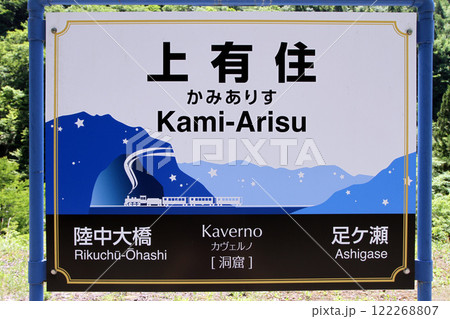 上有住
かみありす
Kami-Arisu
陸中大橋
Rikuchū-Ōhashi
Kaverno
カヴェルノ
[洞窟]
足ケ瀬
Ashigase
PIXTA
122268807